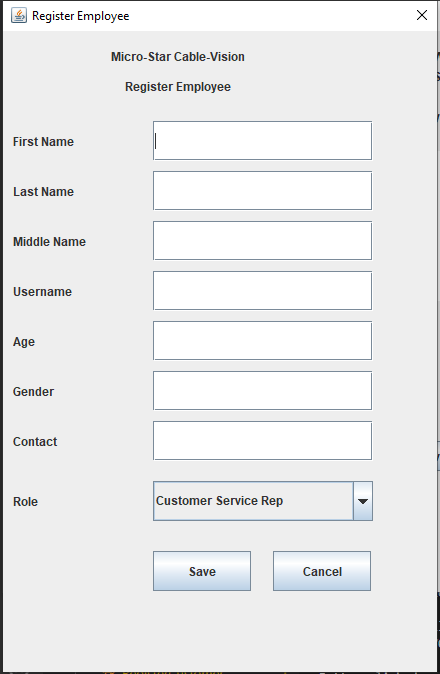 Register Employee
Micro-Star Cable-Vision
Register Employee
First Name
Last Name
Middle Name
Username
Age
Gender
Contact
Role Customer Service Rep
Save Cancel